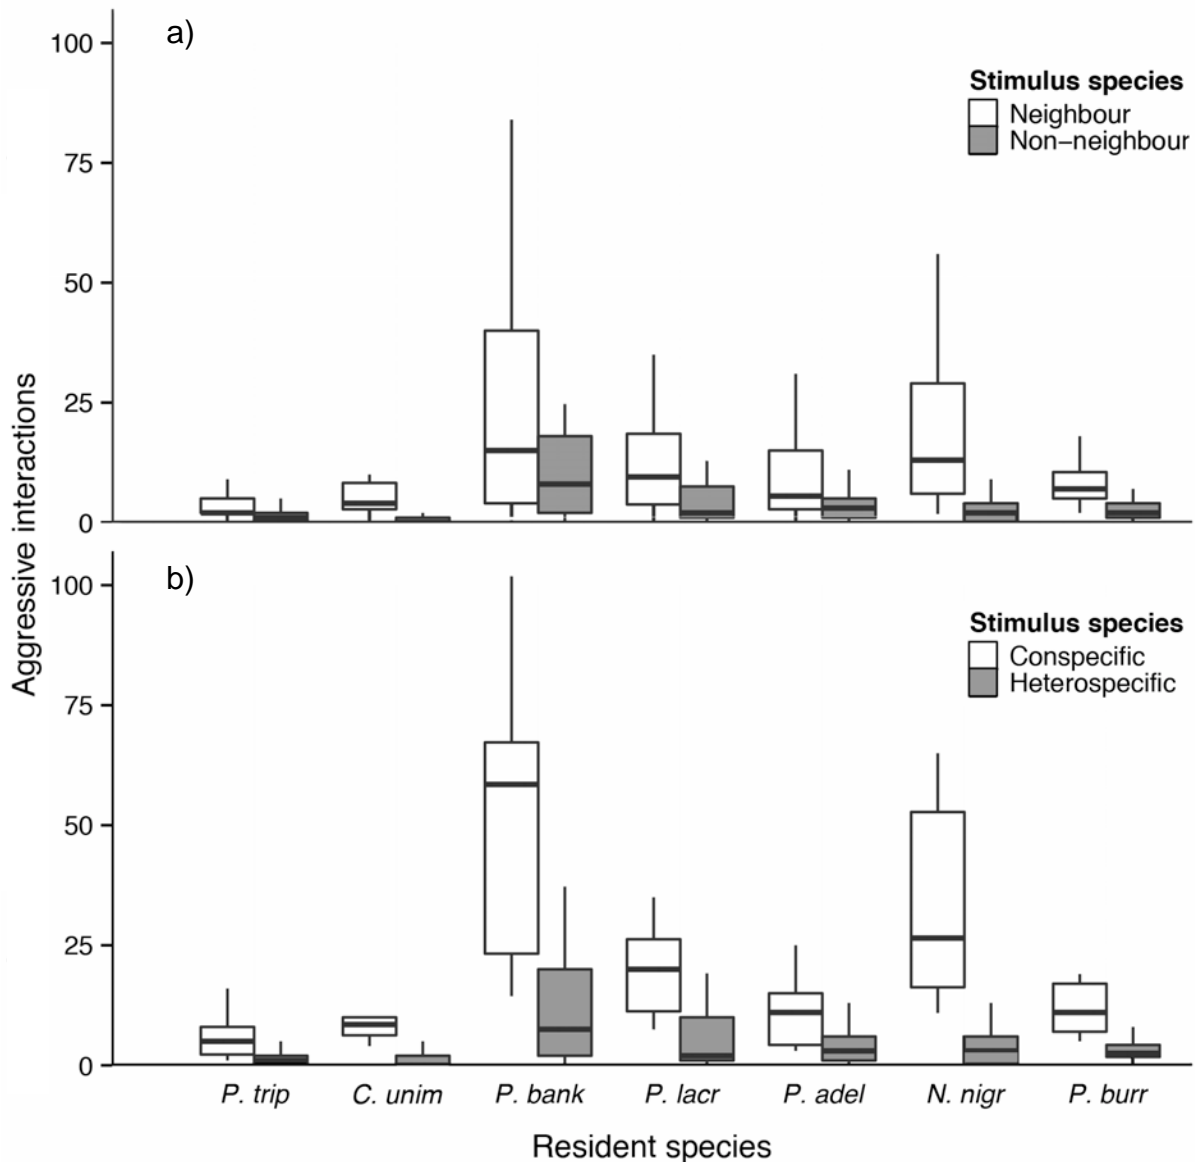 a)
100
75
50
25
0
Stimulus species
Neighbour
Non−neighbour
Aggressive interactions
b)
100
75
50
25
0
Stimulus species
Conspecific
Heterospecific
P. trip C. unim P. bank P. lacr P. adel N. nigr P. burr
Resident species